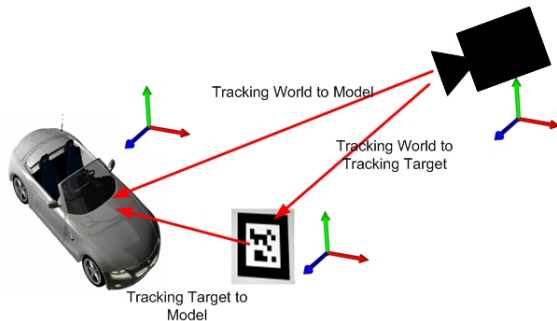 Tracking World to Model
Tracking World to
Tracking Target
Tracking Target to
Model